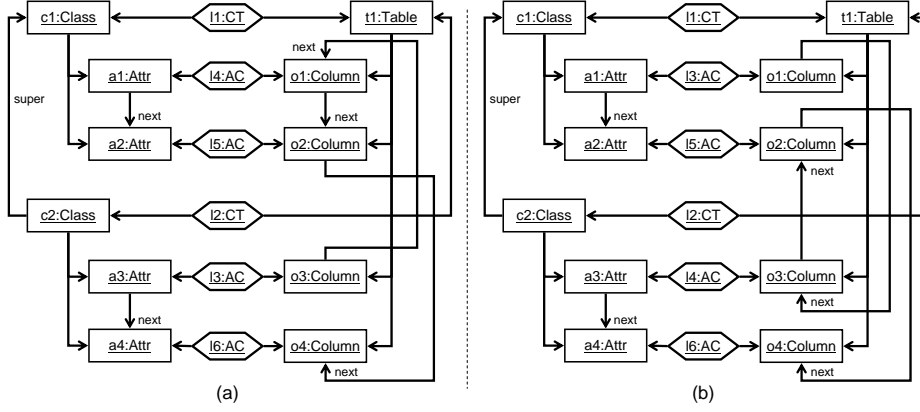 c1:Class l1:CT t1:Table
next
a1:Attr l4:AC o1:Column
super next next
a2:Attr l5:AC o2:Column
c2:Class l2:CT
a3:Attr l3:AC o3:Column
next
a4:Attr l6:AC o4:Column
next
(a)
c1:Class l1:CT t1:Table
a1:Attr l3:AC o1:Column
super next
a2:Attr l5:AC o2:Column
next
c2:Class l2:CT
a3:Attr l4:AC o3:Column
next next
a4:Attr l6:AC o4:Column
next
(b)